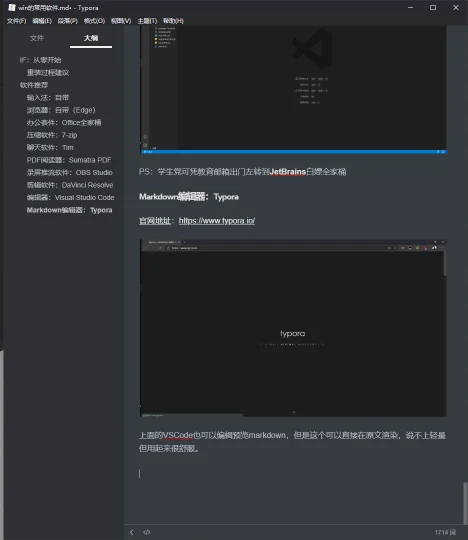 win的常用软件.md• - Typora
文件(F) 编辑(E) 段落(P) 格式(O) 视图(V) 主题(T) 帮助(H)
文件 大纲
IF：从零开始
重装过程建议
软件推荐
输入法：自带
浏览器：自带（Edge）
办公套件：Office全家桶
压缩软件：7-zip
聊天软件：Tim
PDF阅读器：Sumatra PDF
录屏推流软件：OBS Studio
剪辑软件：DaVinci Resolve
编辑器：Visual Studio Code
Markdown编辑器：Typora
PS：学生党可凭教育邮箱出门左转到JetBrains白嫖全家桶
Markdown编辑器：Typora
官网地址：https://www.typora.io/
typora
上面的VSCode也可以编辑预览markdown，但是这个可以直接在原文渲染，说不上轻量
但用起来很舒服。
1714 词